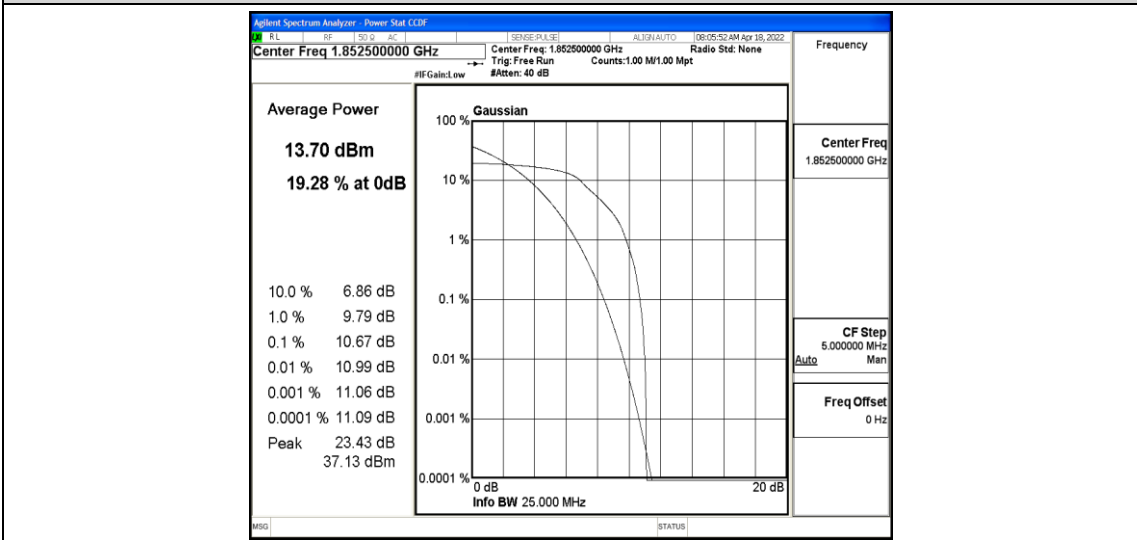 Agilent Spectrum Analyzer - Power Stat CCDF
LXI RL RF 50 Ω AC SENSE:PULSE ALIGNAUTO 08:05:52 AM Apr 18, 2022
Center Freq 1.852500000 GHz
Center Freq: 1.852500000 GHz Radio Std: None
Trig: Free Run Counts:1.00 M/1.00 Mpt
#IFGain:Low #Atten: 40 dB
Frequency
Average Power
13.70 dBm
19.28 % at 0dB
10.0 % 6.86 dB
1.0 % 9.79 dB
0.1 % 10.67 dB
0.01 % 10.99 dB
0.001 % 11.06 dB
0.0001 % 11.09 dB
Peak 23.43 dB
37.13 dBm
Gaussian
100 %
10 %
1 %
0.1 %
0.01 %
0.001 %
0.0001 %
0 dB 20 dB
Info BW 25.000 MHz
Center Freq
1.852500000 GHz
CF Step
5.000000 MHz
Auto Man
Freq Offset
0 Hz
MSG STATUS